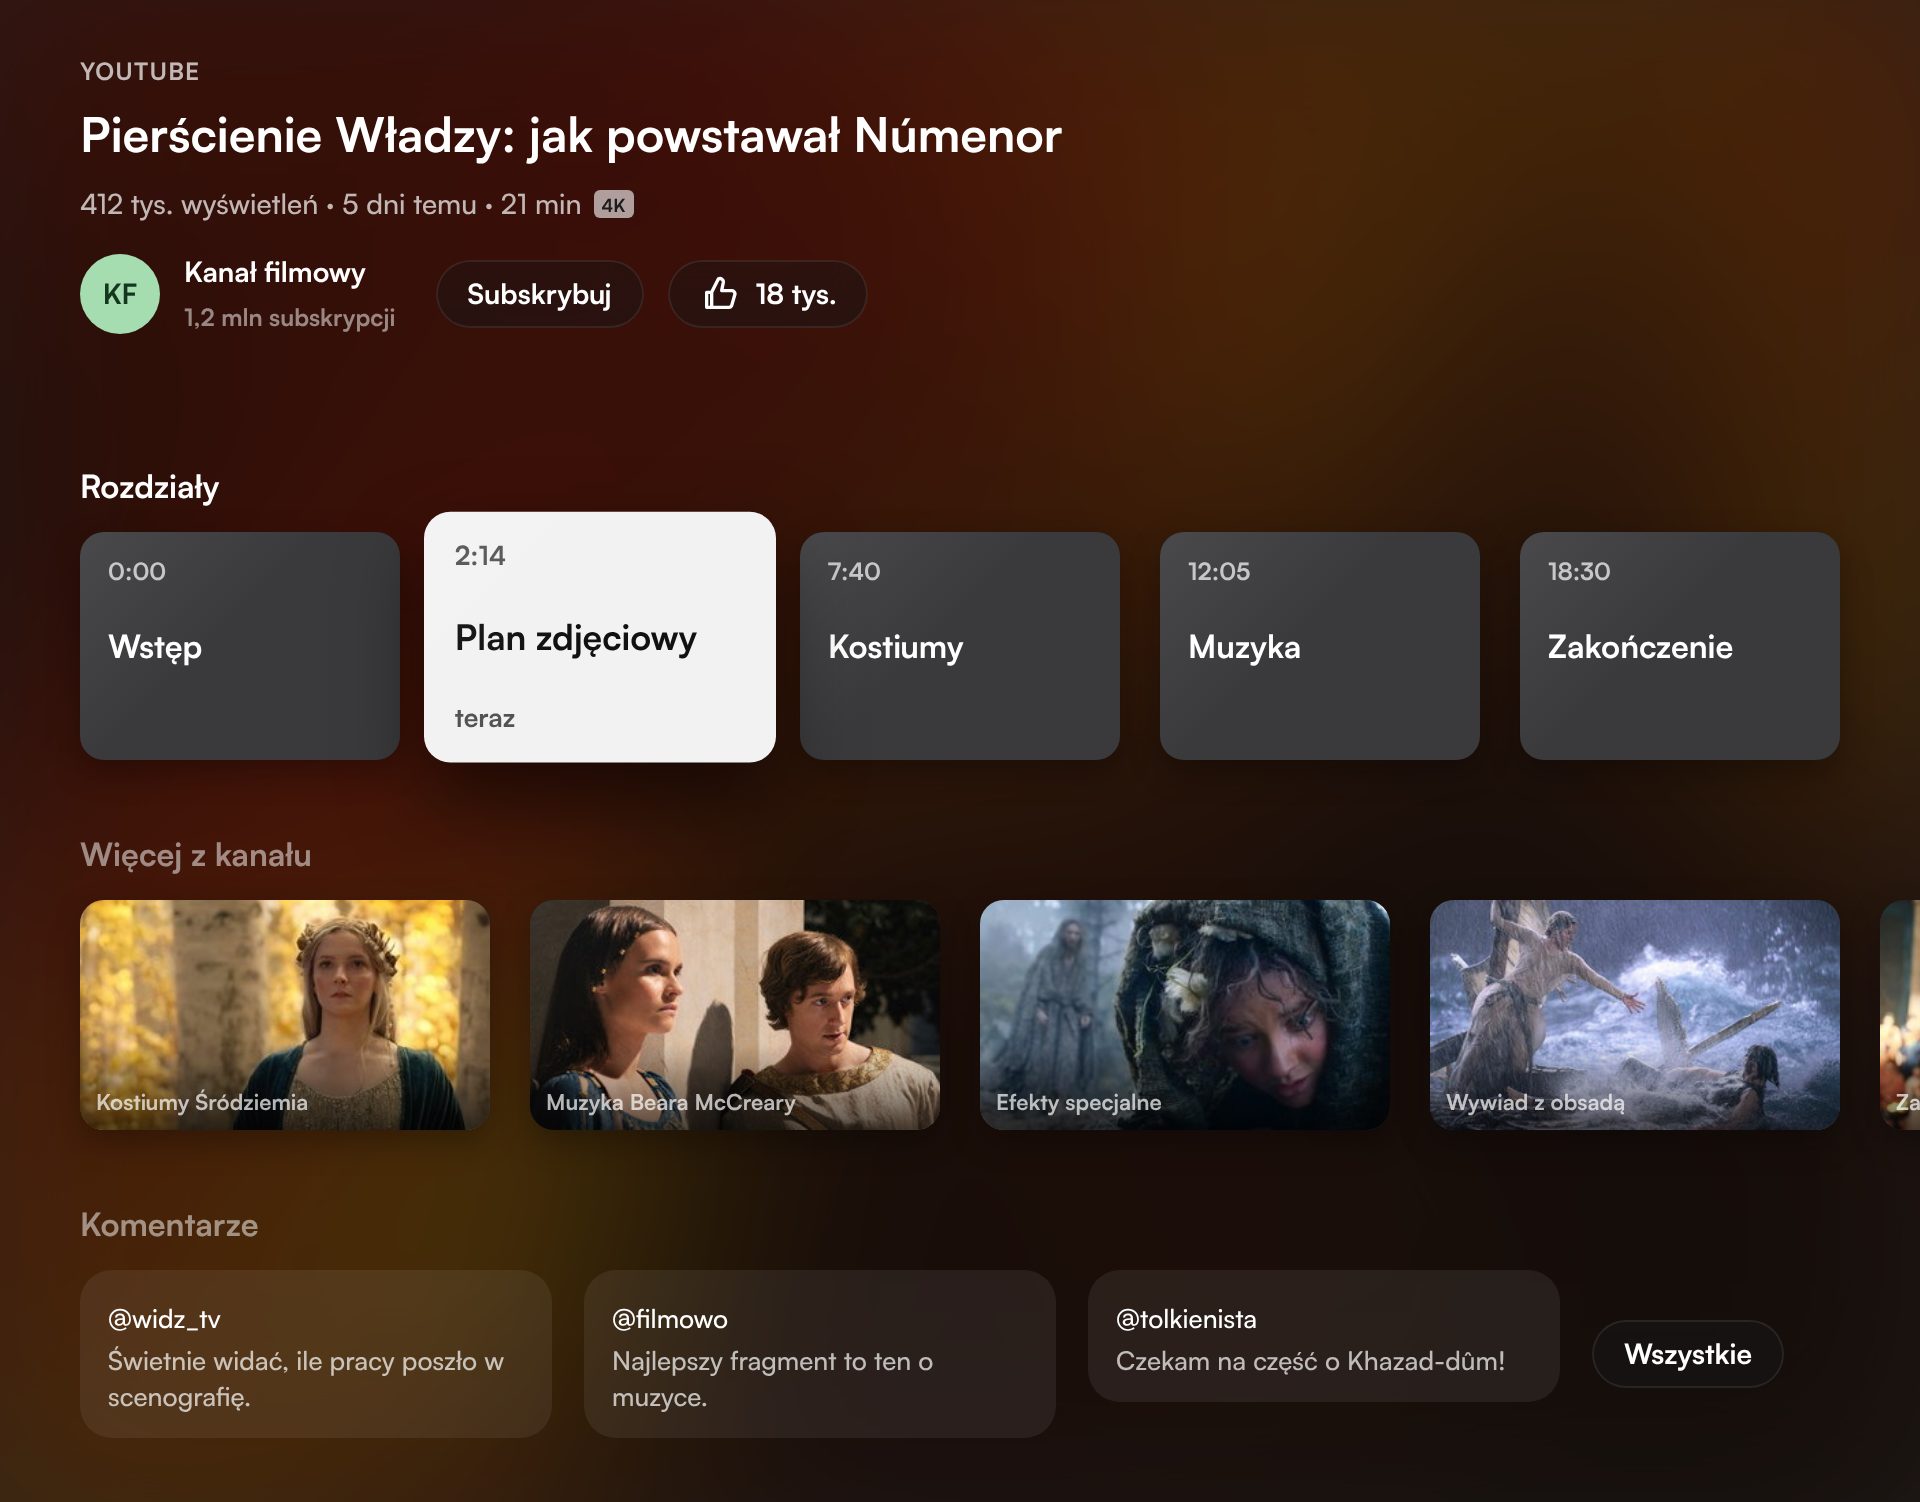 YOUTUBE
Pierścienie Władzy: jak powstawał Númenor
412 tys. wyświetleń • 5 dni temu • 21 min 4K
KF
Kanał filmowy
1,2 mln subskrypcji
Subskrybuj
18 tys.
Rozdziały
0:00
Wstęp
2:14
Plan zdjęciowy
teraz
7:40
Kostiumy
12:05
Muzyka
18:30
Zakończenie
Więcej z kanału
Kostiumy Śródziemia
Muzyka Beara McCreary
Efekty specjalne
Wywiad z obsadą
Za
Komentarze
@widz_tv
Świetnie widać, ile pracy poszło w
scenografię.
@filmowo
Najlepszy fragment to ten o
muzyce.
@tolkienista
Czekam na część o Khazad-dûm!
Wszystkie